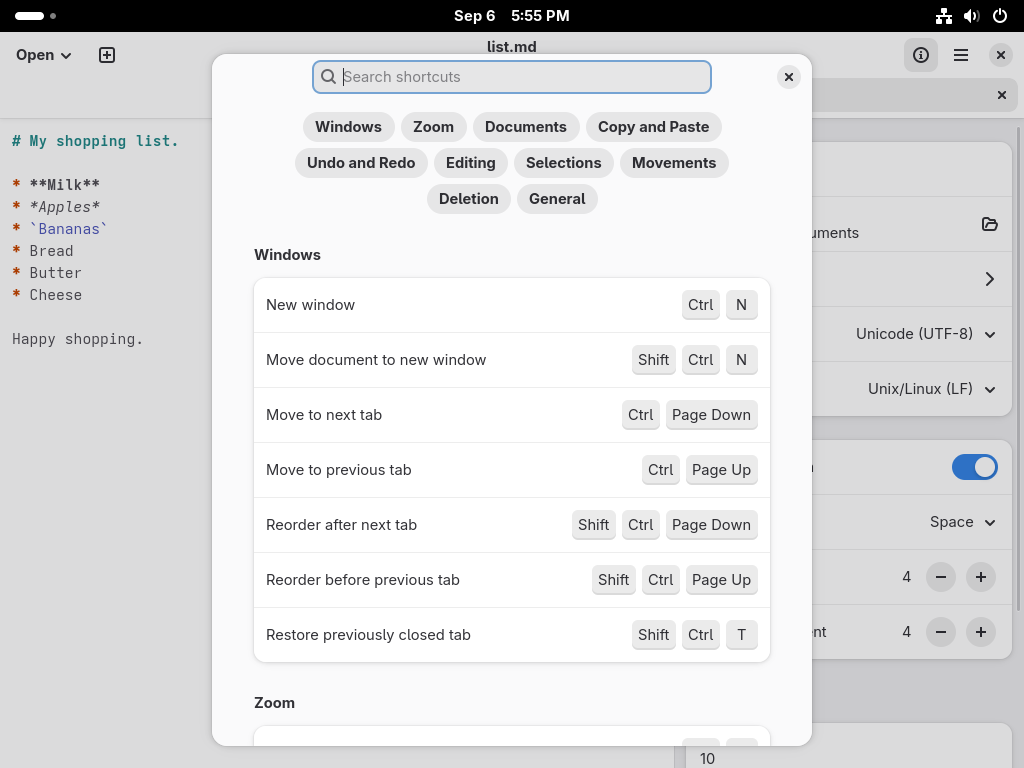 Sep 6 5:55 PM
Open
list.md
Search shortcuts
# My shopping list.
* **Milk**
* *Apples*
* `Bananas`
* Bread
* Butter
* Cheese
Happy shopping.
Windows Zoom Documents Copy and Paste
Undo and Redo Editing Selections Movements
Deletion General
Windows
New window Ctrl N
Move document to new window Shift Ctrl N
Move to next tab Ctrl Page Down
Move to previous tab Ctrl Page Up
Reorder after next tab Shift Ctrl Page Down
Reorder before previous tab Shift Ctrl Page Up
Restore previously closed tab Shift Ctrl T
Zoom
Unicode (UTF-8)
Unix/Linux (LF)
Space
4
4
10